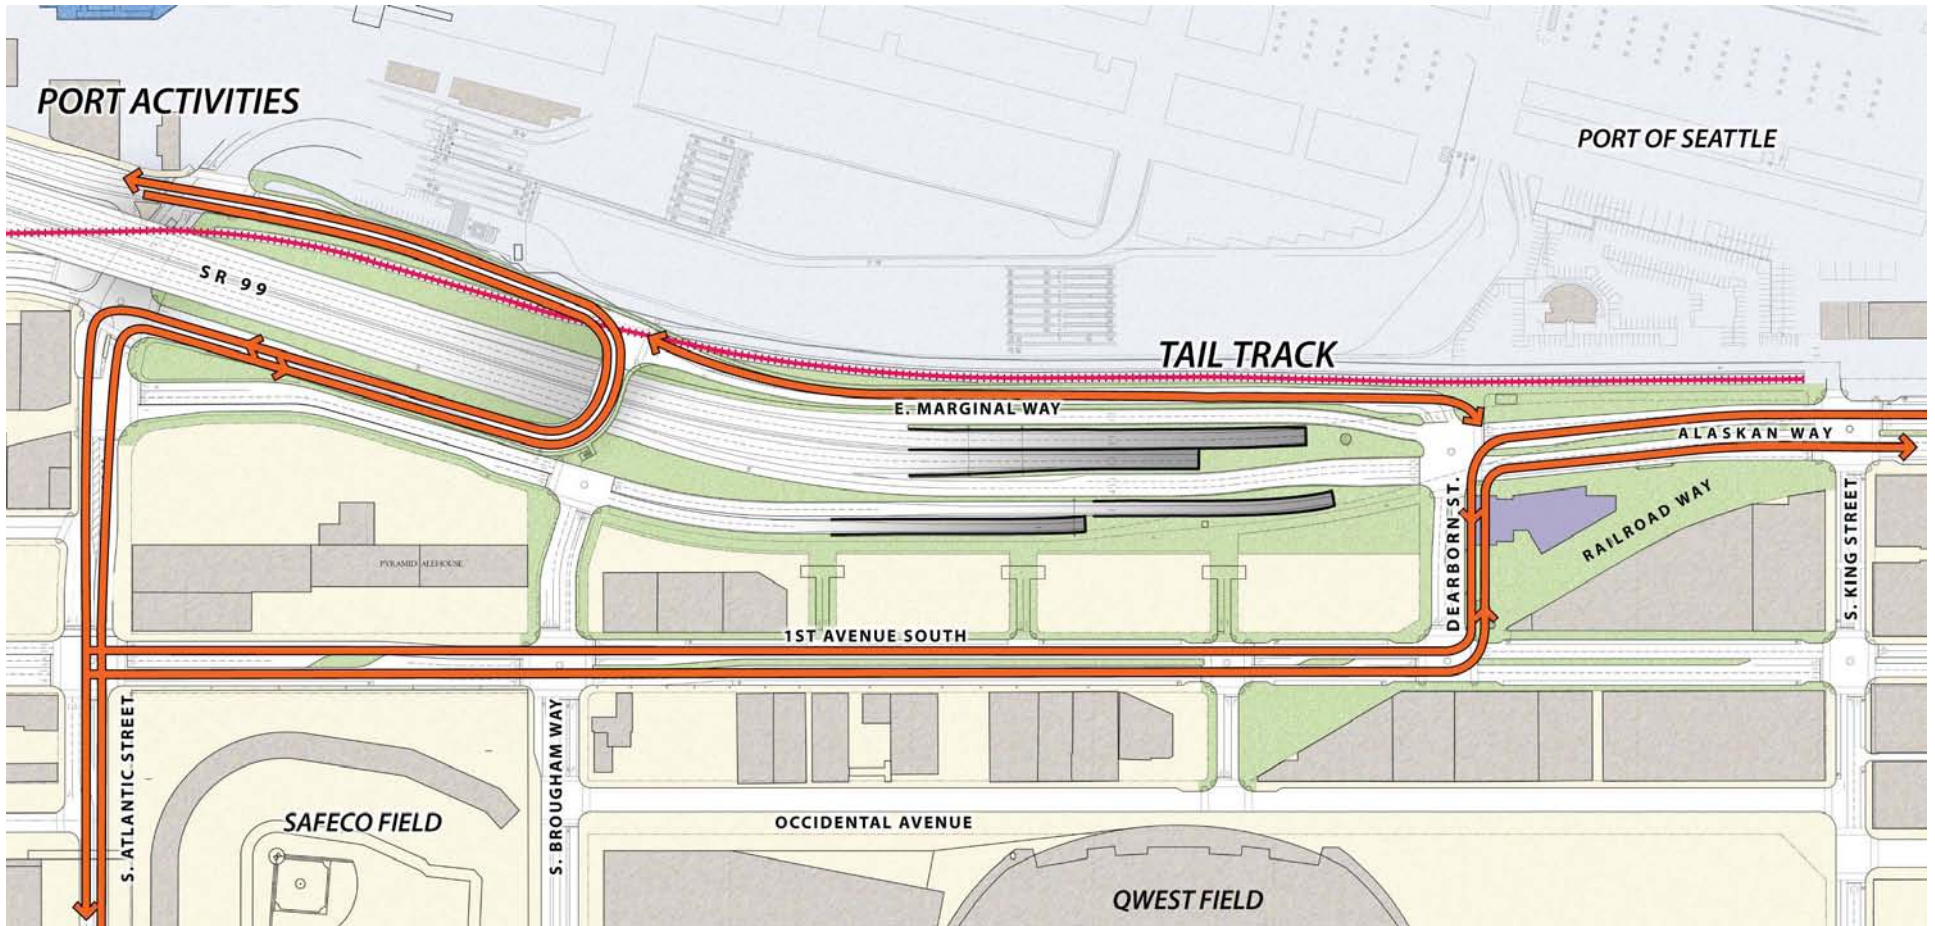 PORT ACTIVITIES
PORT OF SEATTLE
SR 99
TAIL TRACK
E. MARGINAL WAY
ALASKAN WAY
DEARBORN ST.
RAILROAD WAY
S. KING STREET
PYRAMID ALEHOUSE
1ST AVENUE SOUTH
S. ATLANTIC STREET
S. BROUGHAM WAY
SAFECO FIELD
OCCIDENTAL AVENUE
QWEST FIELD